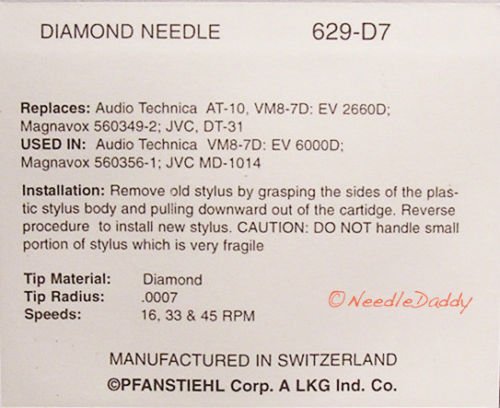 DIAMOND NEEDLE 629-D7
Replaces: Audio Technica AT-10, VM8-7D: EV 2660D;
Magnavox 560349-2; JVC, DT-31
USED IN: Audio Technica VM8-7D: EV 6000D;
Magnavox 560356-1; JVC MD-1014
Installation: Remove old stylus by grasping the sides of the plas-
tic stylus body and pulling downward out of the cartidge. Reverse
procedure to install new stylus. CAUTION: DO NOT handle small
portion of stylus which is very fragile
Tip Material: Diamond
Tip Radius: .0007
Speeds: 16, 33 & 45 RPM
©NeedleDaddy
MANUFACTURED IN SWITZERLAND
©PFANSTIEHL Corp. A LKG Ind. Co.